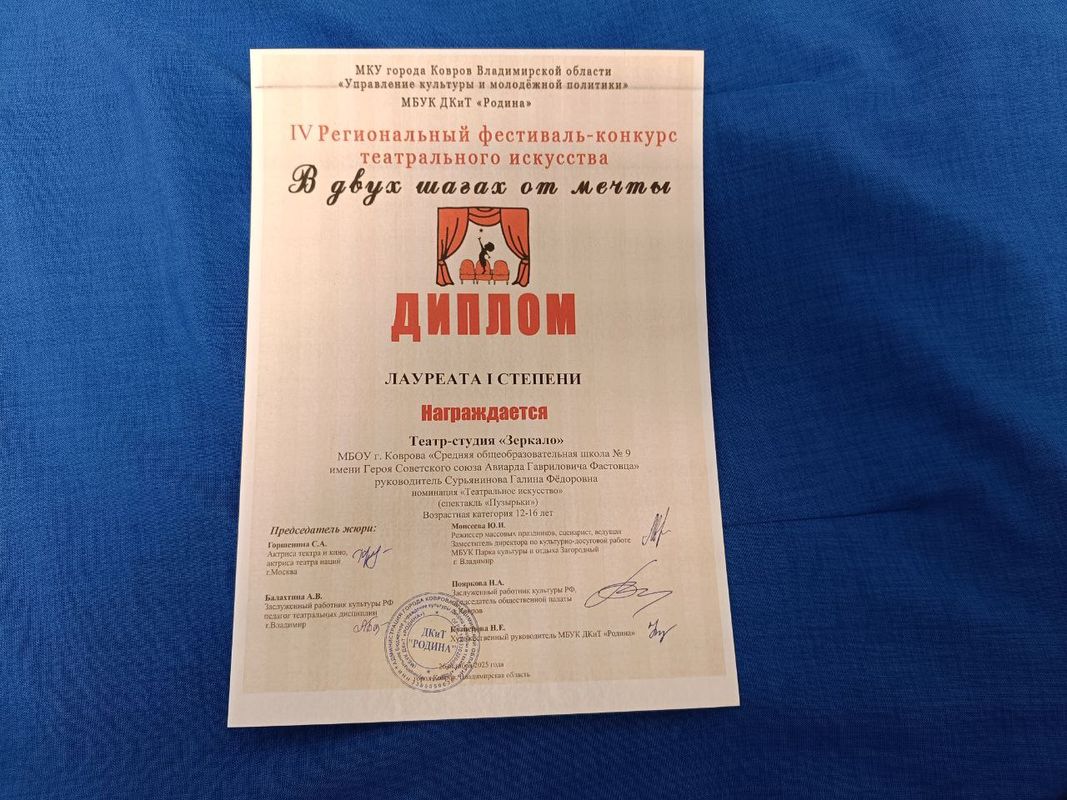 МКУ города Ковров Владимирской области
«Управление культуры и молодёжной политики»
МБУК ДКиТ «Родина»
IV Региональный фестиваль-конкурс
театрального искусства
В двух шагах от мечты
ДИПЛОМ
ЛАУРЕАТА I СТЕПЕНИ
Награждается
Театр-студия «Зеркало»
МБОУ г. Коврова «Средняя общеобразовательная школа № 9
имени Героя Советского союза Авиарда Гавриловича Фастовца»
руководитель Сурьянинова Галина Фёдоровна
номинация «Театральное искусство»
(спектакль «Пузырьки»)
Возрастная категория 12-16 лет
Председатель жюри:
Горшенина С.А.
Актриса театра и кино,
актриса театра наций
г.Москва
Балахтина А.В.
Заслуженный работник культуры РФ
педагог театральных дисциплин
г.Владимир
Моисеева Ю.И.
Режиссер массовых праздников, сценарист, ведущая
Заместитель директора по культурно-досуговой работе
МБУК Парка культуры и отдыха Загородный
г. Владимир
Пояркова Н.А.
Заслуженный работник культуры РФ,
председатель общественной палаты
Н.Е.
Художественный руководитель МБУК ДКиТ «Родина»
2025 года
Владимирская область
ДКиТ
"РОДИНА"